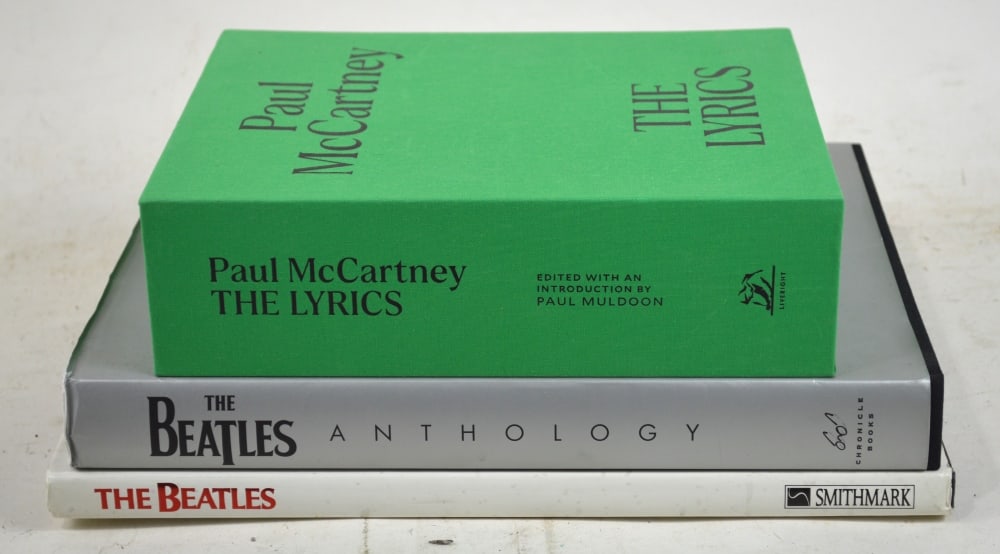 Paul
McCartney
THE
LYRICS
Paul McCartney
THE LYRICS
EDITED WITH AN
INTRODUCTION BY
PAUL MULDOON
LIVERIGHT
THE
BEATLES
ANTHOLOGY
CHRONICLE
BOOKS
THE BEATLES
SMITHMARK